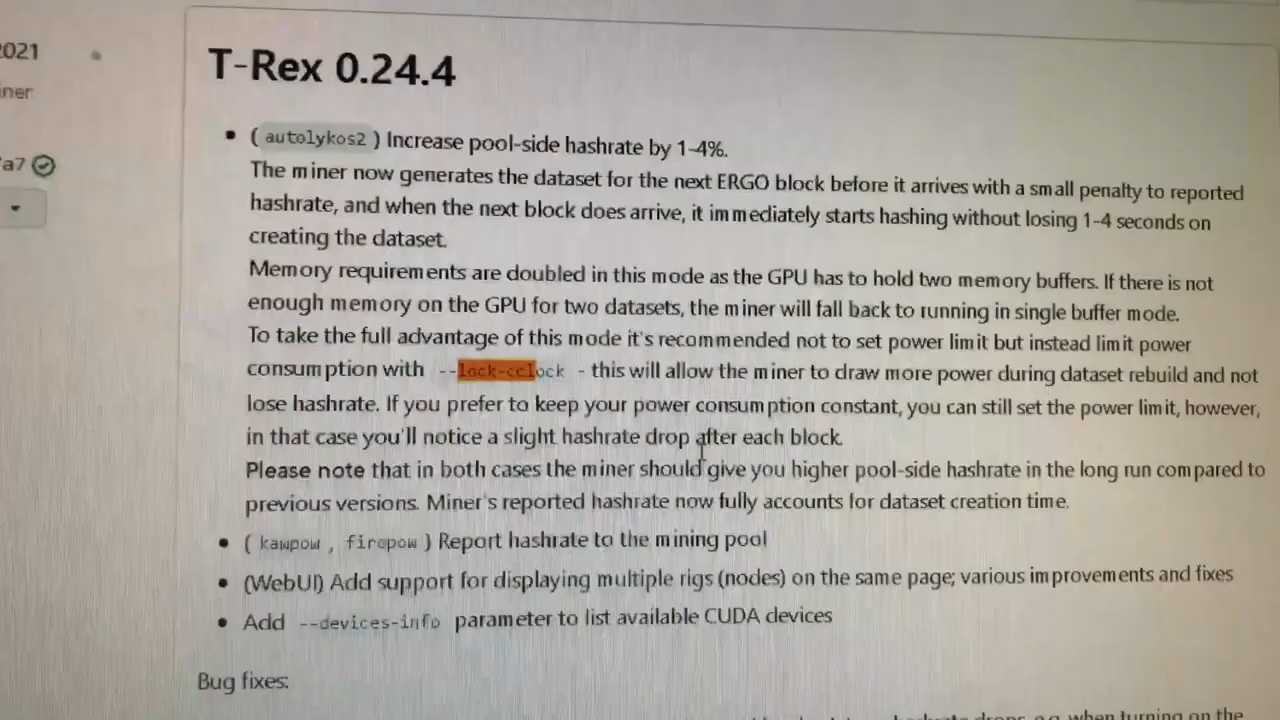 2021
T-Rex 0.24.4
iner
(autolykos2) Increase pool-side hashrate by 1-4%.
a7
The miner now generates the dataset for the next ERGO block before it arrives with a small penalty to reported
hashrate, and when the next block does arrive, it immediately starts hashing without losing 1-4 seconds on
creating the dataset.
Memory requirements are doubled in this mode as the GPU has to hold two memory buffers. If there is not
enough memory on the GPU for two datasets, the miner will fall back to running in single buffer mode.
To take the full advantage of this mode it's recommended not to set power limit but instead limit power
consumption with --lock-cclock - this will allow the miner to draw more power during dataset rebuild and not
lose hashrate. If you prefer to keep your power consumption constant, you can still set the power limit, however,
in that case you'll notice a slight hashrate drop after each block.
Please note that in both cases the miner should give you higher pool-side hashrate in the long run compared to
previous versions. Miner's reported hashrate now fully accounts for dataset creation time.
(kawpow, firopow) Report hashrate to the mining pool
(WebUI) Add support for displaying multiple rigs (nodes) on the same page; various improvements and fixes
Add --devices-info parameter to list available CUDA devices
Bug fixes:
hashrate drops, e.g. when turning on the